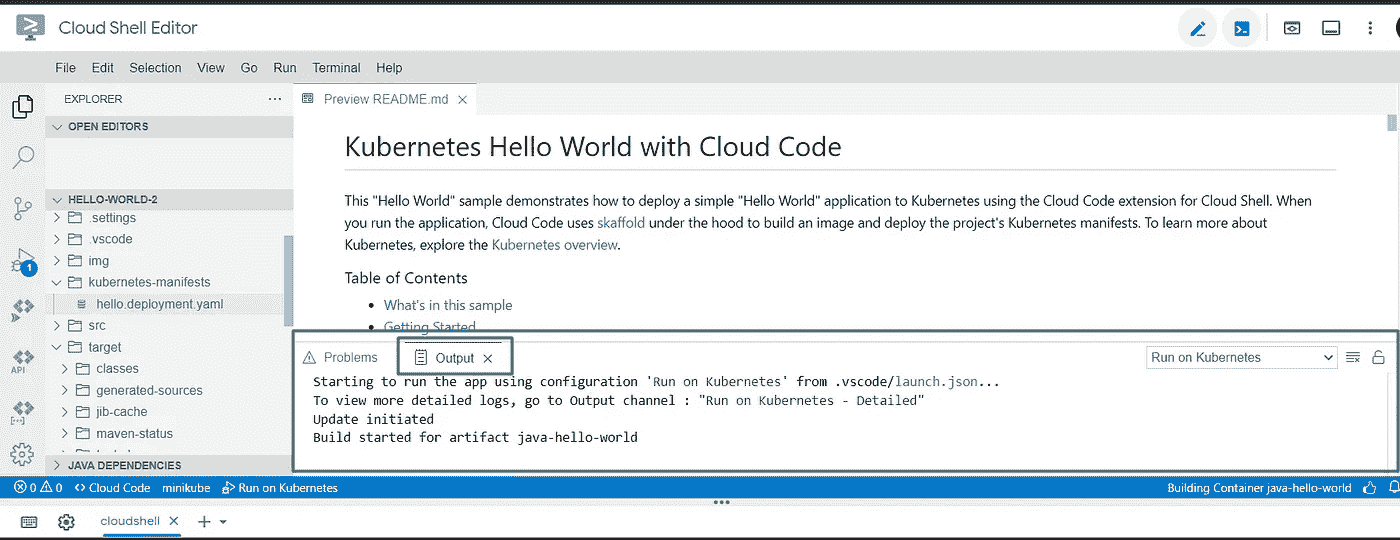 Cloud Shell Editor
File Edit Selection View Go Run Terminal Help
EXPLORER
OPEN EDITORS
HELLO-WORLD-2
.settings
.vscode
img
kubernetes-manifests
hello.deployment.yaml
src
target
classes
generated-sources
jib-cache
maven-status
JAVA DEPENDENCIES
1
API
Preview README.md
Kubernetes Hello World with Cloud Code
This "Hello World" sample demonstrates how to deploy a simple "Hello World" application to Kubernetes using the Cloud Code extension for Cloud Shell. When
you run the application, Cloud Code uses skaffold under the hood to build an image and deploy the project's Kubernetes manifests. To learn more about
Kubernetes, explore the Kubernetes overview.
Table of Contents
What's in this sample
Getting Started
Problems Output Run on Kubernetes
Starting to run the app using configuration 'Run on Kubernetes' from .vscode/launch.json...
To view more detailed logs, go to Output channel : "Run on Kubernetes - Detailed"
Update initiated
Build started for artifact java-hello-world
0 0 <> Cloud Code minikube Run on Kubernetes Building Container java-hello-world
cloudshell